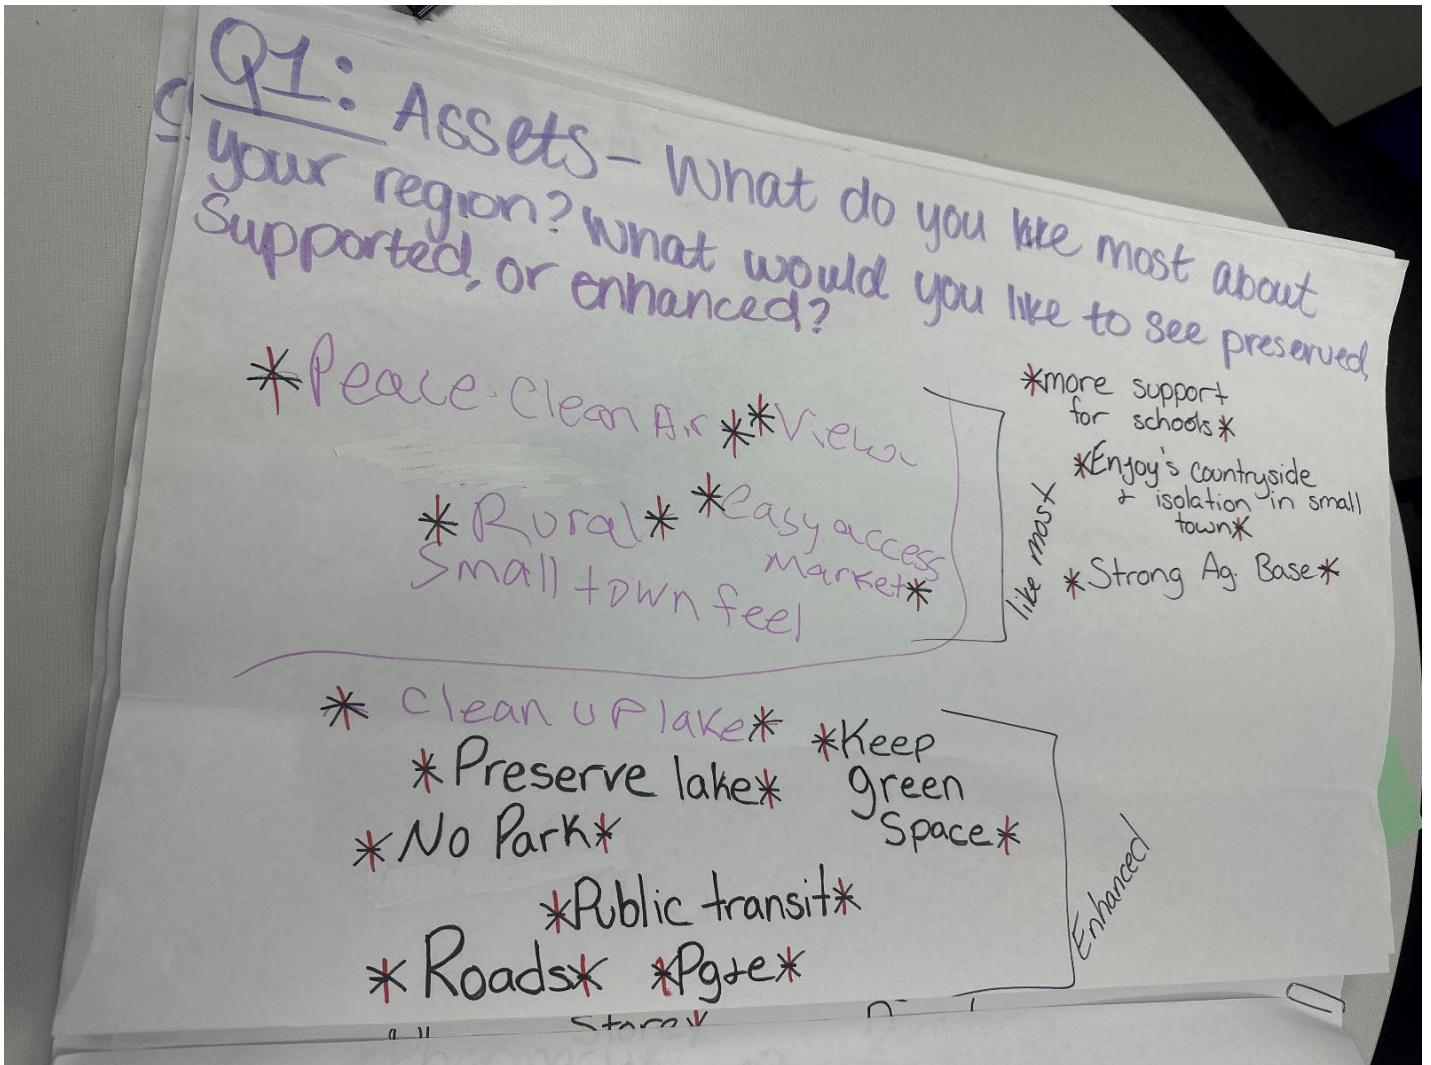 Q1: Assets - What do you like most about
your region? What would you like to see preserved,
Supported, or enhanced?
*Peace. Clean Air* *View
*Rural*
Small town feel
*easy access
Market*
like most
*more support
for schools*
*Enjoy's countryside
+ isolation in small
town*
*Strong Ag. Base*
* Clean up lake*
*Preserve lake*
*Keep
green
Space*
*No Park*
*Public transit*
*Roads* *Pg+e*
Enhanced